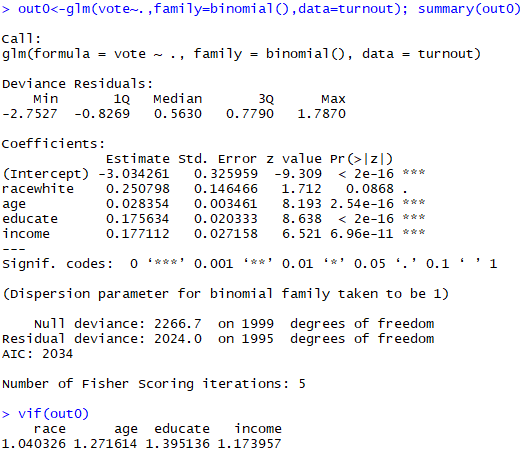 > out0<-glm(vote~.,family=binomial(),data=turnout); summary(out0)
Call:
glm(formula = vote ~ ., family = binomial(), data = turnout)
Deviance Residuals:
    Min      1Q  Median      3Q     Max
-2.7527 -0.8269  0.5630  0.7790  1.7870
Coefficients:
             Estimate Std. Error z value Pr(>|z|)
(Intercept) -3.034261   0.325959  -9.309  < 2e-16 ***
racewhite    0.250798   0.146466   1.712   0.0868 .
age          0.028354   0.003461   8.193 2.54e-16 ***
educate      0.175634   0.020333   8.638  < 2e-16 ***
income       0.177112   0.027158   6.521 6.96e-11 ***
---
Signif. codes:  0 ‘***’ 0.001 ‘**’ 0.01 ‘*’ 0.05 ‘.’ 0.1 ‘ ’ 1
(Dispersion parameter for binomial family taken to be 1)
    Null deviance: 2266.7  on 1999  degrees of freedom
Residual deviance: 2024.0  on 1995  degrees of freedom
AIC: 2034
Number of Fisher Scoring iterations: 5
> vif(out0)
    race      age  educate   income
1.040326 1.271614 1.395136 1.173957